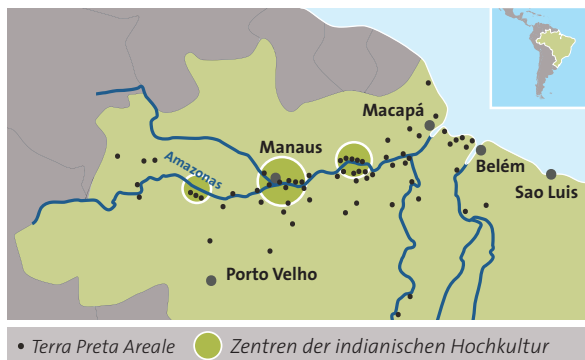 Macapá
Manaus
Amazonas
Belém
Sao Luis
Porto Velho
• Terra Preta Areale
Zentren der indianischen Hochkultur